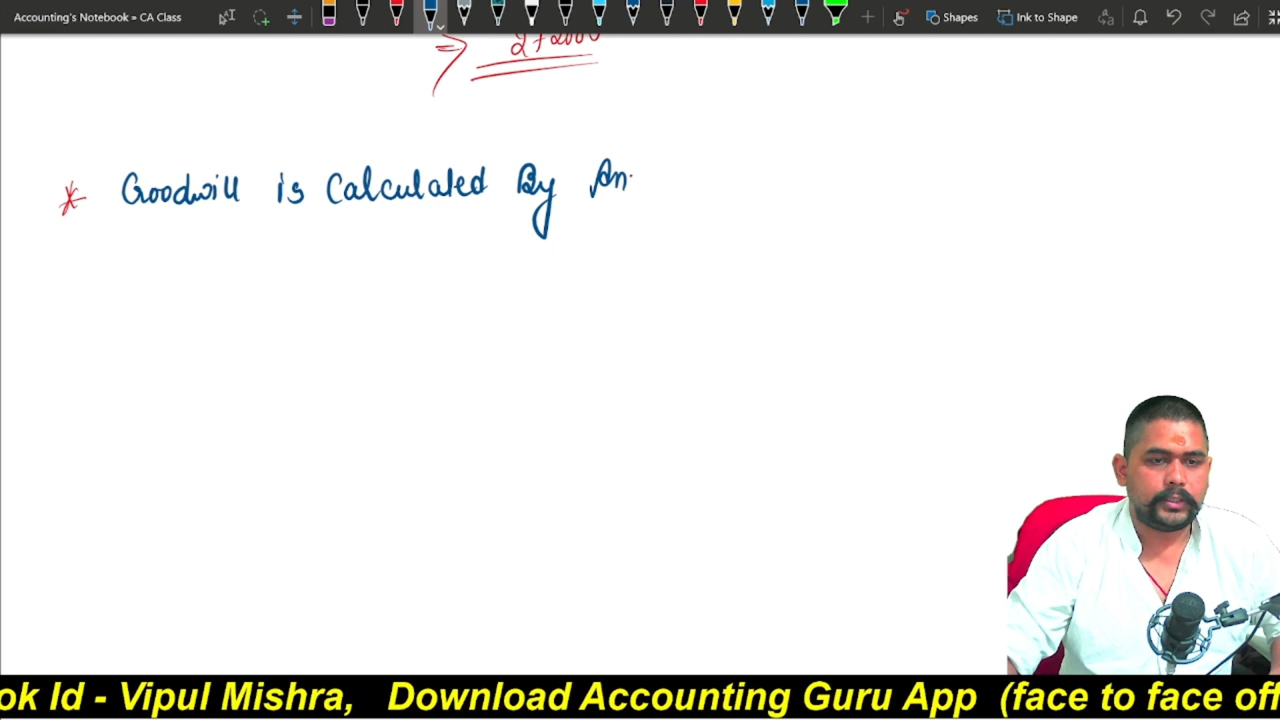 Accounting's Notebook » CA Class
Shapes
Ink to Shape
* Goodwill is Calculated By An
ok Id - Vipul Mishra, Download Accounting Guru App (face to face off